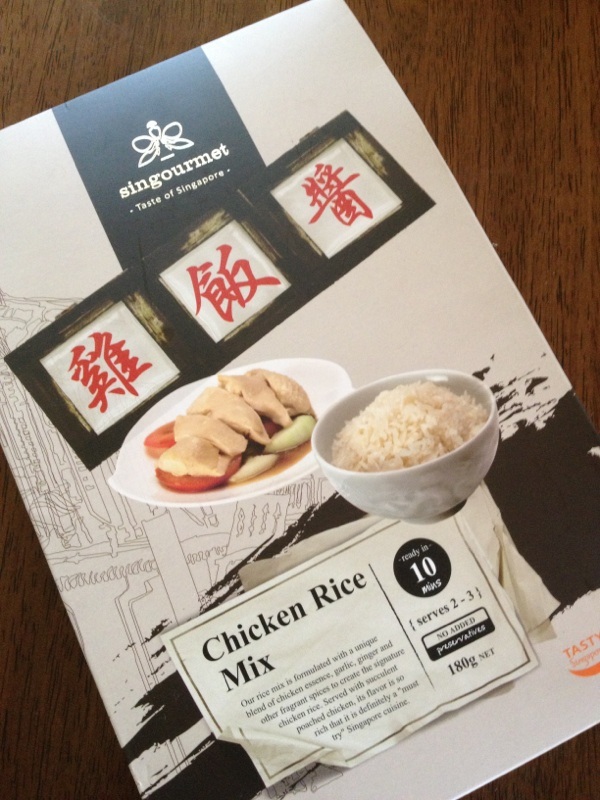 singourmet
- Taste of Singapore -
雞飯醬
Chicken Rice
Mix
Our rice mix is formulated with a unique
blend of chicken essence, garlic, ginger and
other fragrant spices to create the signature
chicken rice. Served with succulent
poached chicken, its flavor is so
rich that it is definitely a "must
try" Singapore cuisine.
- ready in -
10
mins
{ serves 2 - 3 }
NO ADDED
preservatives
180g NET
TASTY
Singapore